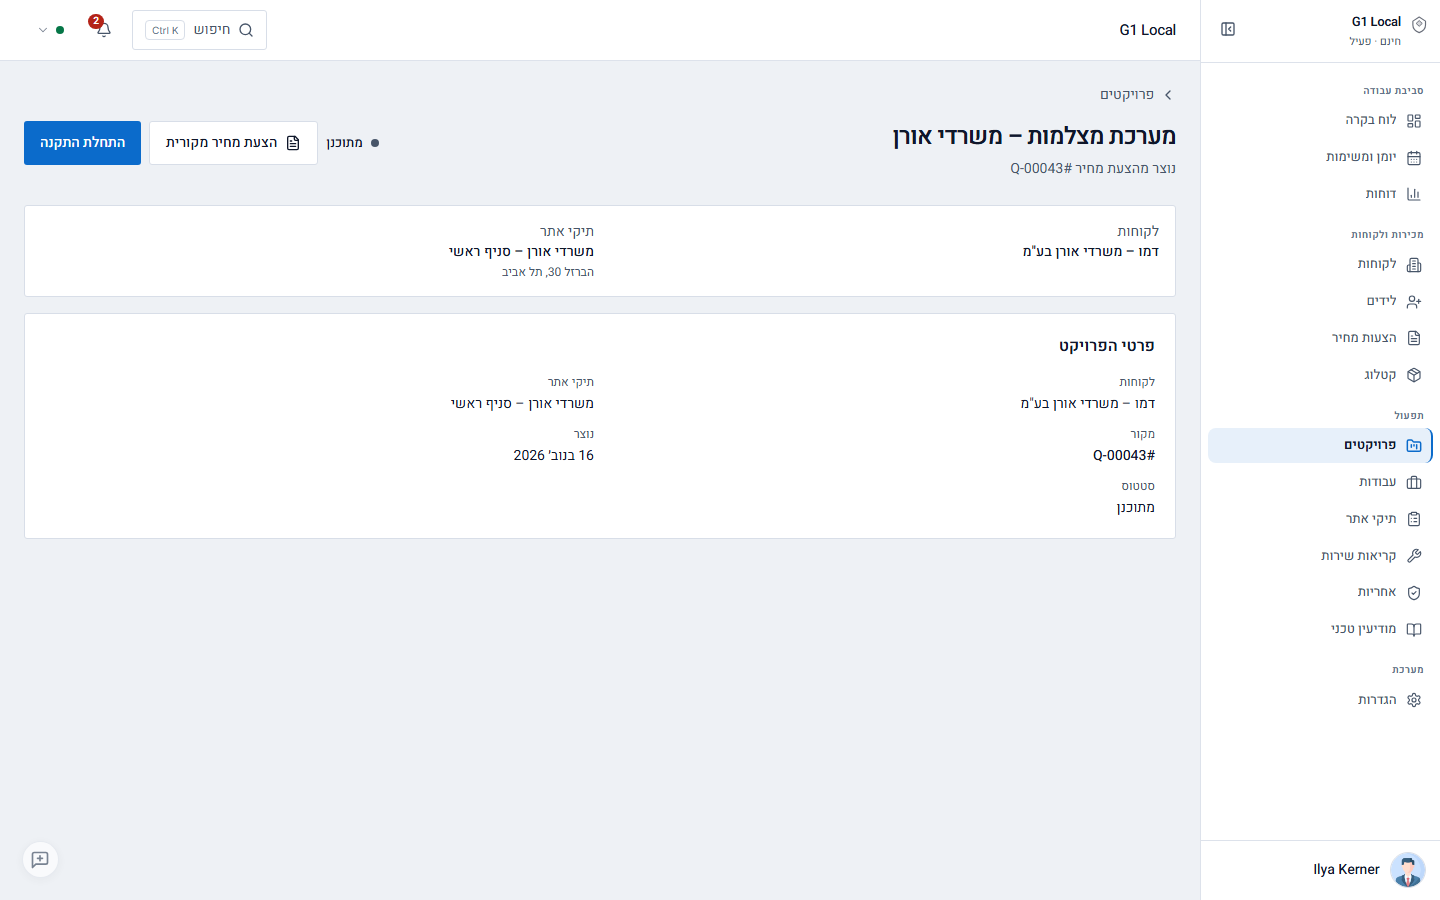 G1 Local
חינם · פעיל
סביבת עבודה
לוח בקרה
יומן ומשימות
דוחות
מכירות ולקוחות
לקוחות
לידים
הצעות מחיר
קטלוג
תפעול
פרויקטים
עבודות
תיקי אתר
קריאות שירות
אחריות
מודיעין טכני
מערכת
הגדרות
Ilya Kerner
G1 Local
חיפוש Ctrl K
2
פרויקטים
מערכת מצלמות – משרדי אורן
נוצר מהצעת מחיר #Q-00043
מתוכנן
הצעת מחיר מקורית
התחלת התקנה
לקוחות
דמו – משרדי אורן בע"מ
תיקי אתר
משרדי אורן – סניף ראשי
הברזל 30, תל אביב
פרטי הפרויקט
לקוחות
דמו – משרדי אורן בע"מ
תיקי אתר
משרדי אורן – סניף ראשי
מקור
#Q-00043
נוצר
16 בנוב׳ 2026
סטטוס
מתוכנן